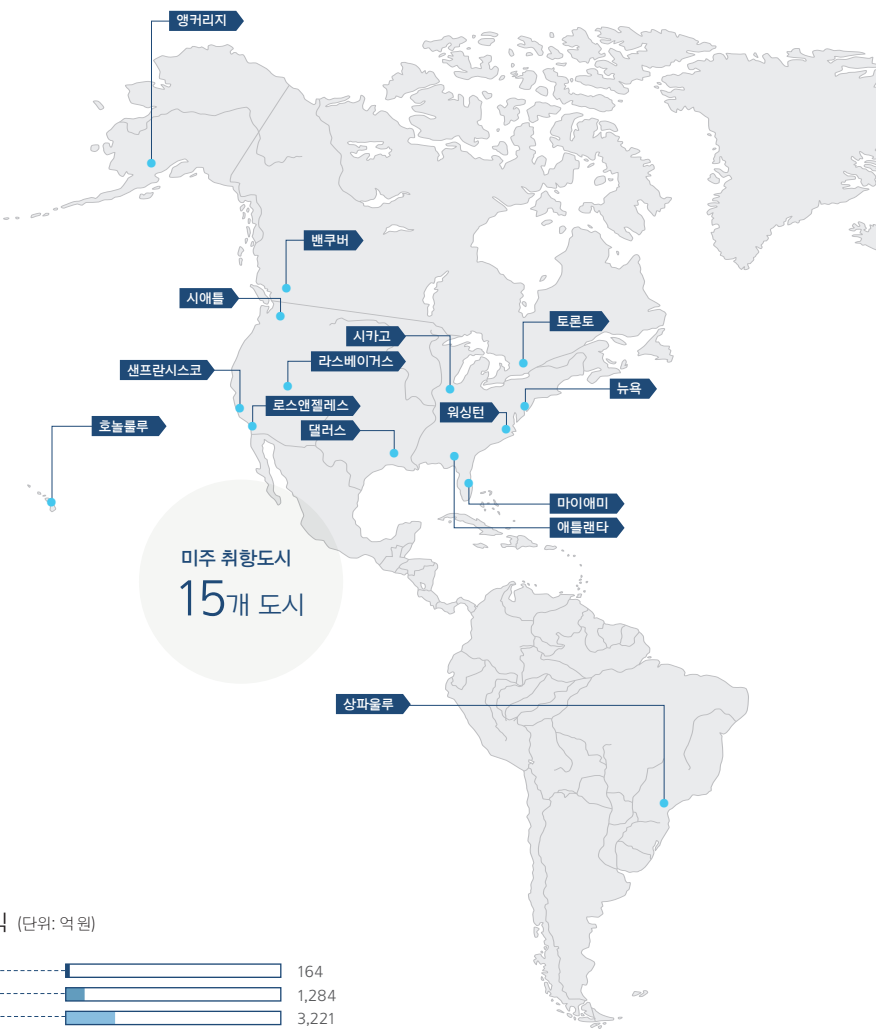 앵커리지
밴쿠버
시애틀
토론토
시카고
라스베이거스
샌프란시스코
뉴욕
로스앤젤레스
워싱턴
호놀룰루
댈러스
마이애미
애틀랜타
미주 취항도시
15개 도시
상파울루
(단위: 억 원)
164
1,284
3,221